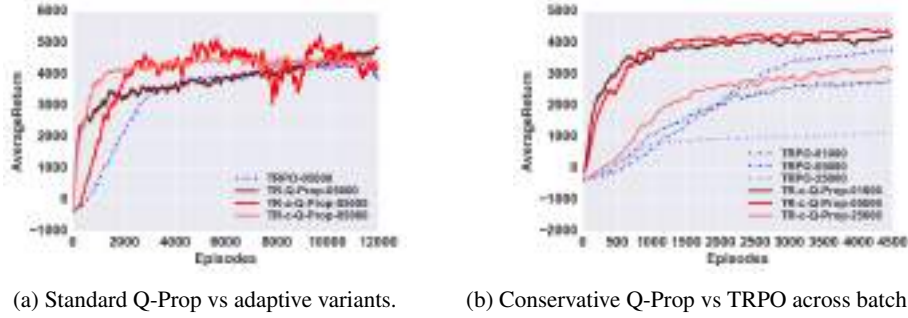 6000
5000
4000
3000
2000
1000
0
−1000
AverageReturn
TRPO-05000
TR-Q-Prop-05000
TR-c-Q-Prop-05000
0 2000 4000 6000 8000 10000 12000
Episodes
5000
4000
3000
2000
1000
0
−1000
−2000
AverageReturn
TRPO-01000
TRPO-05000
TRPO-25000
TR-c-Q-Prop-01000
TR-c-Q-Prop-05000
TR-c-Q-Prop-25000
0 500 1000 1500 2000 2500 3000 3500 4000 4500
Episodes
(a) Standard Q-Prop vs adaptive variants.
(b) Conservative Q-Prop vs TRPO across batch